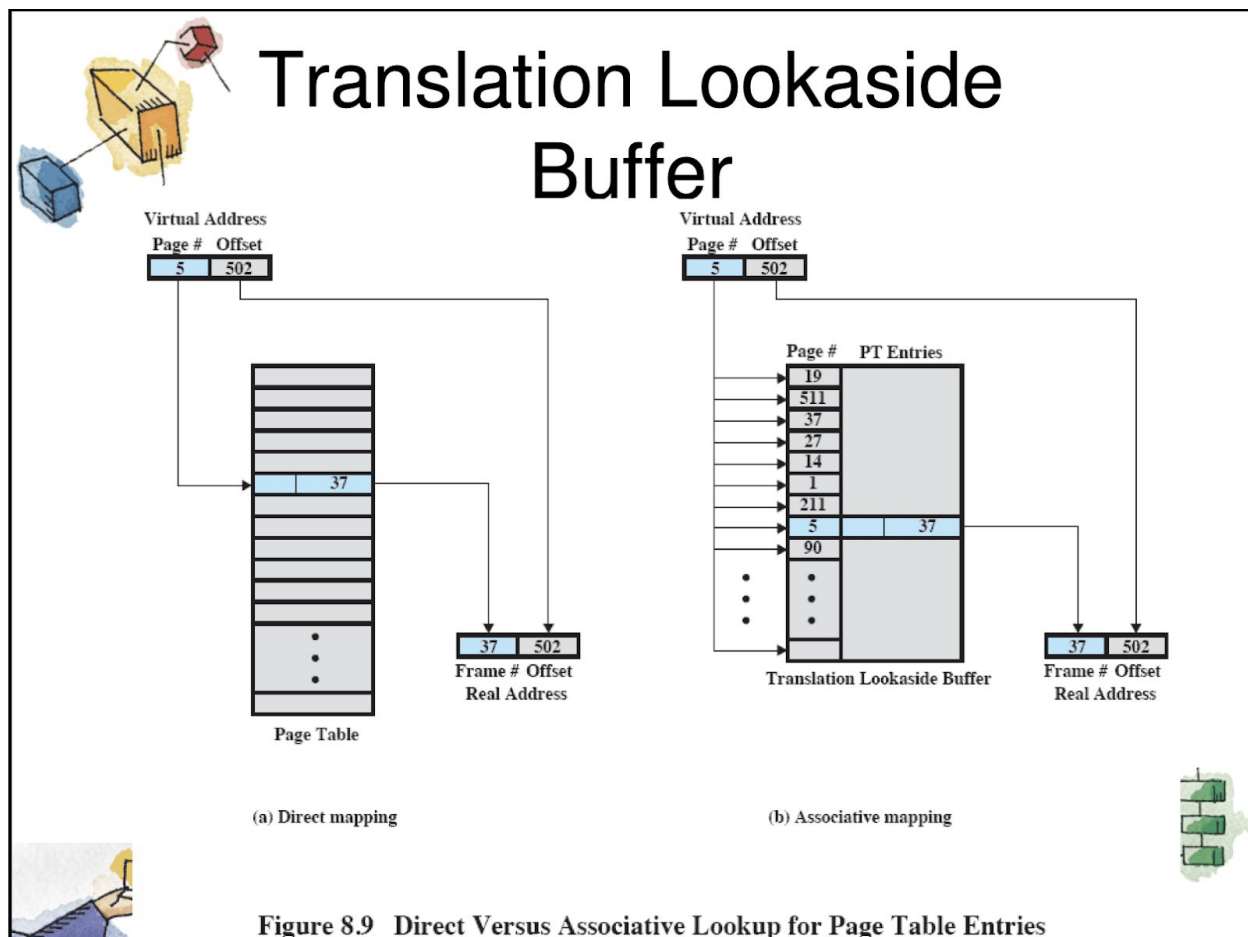 Translation Lookaside
Buffer
Virtual Address
Page # Offset
5 502
37
37 502
Frame # Offset
Real Address
Page Table
(a) Direct mapping
Virtual Address
Page # Offset
5 502
Page # PT Entries
19
511
37
27
14
1
211
5 37
90
37 502
Frame # Offset
Real Address
Translation Lookaside Buffer
(b) Associative mapping
Figure 8.9 Direct Versus Associative Lookup for Page Table Entries